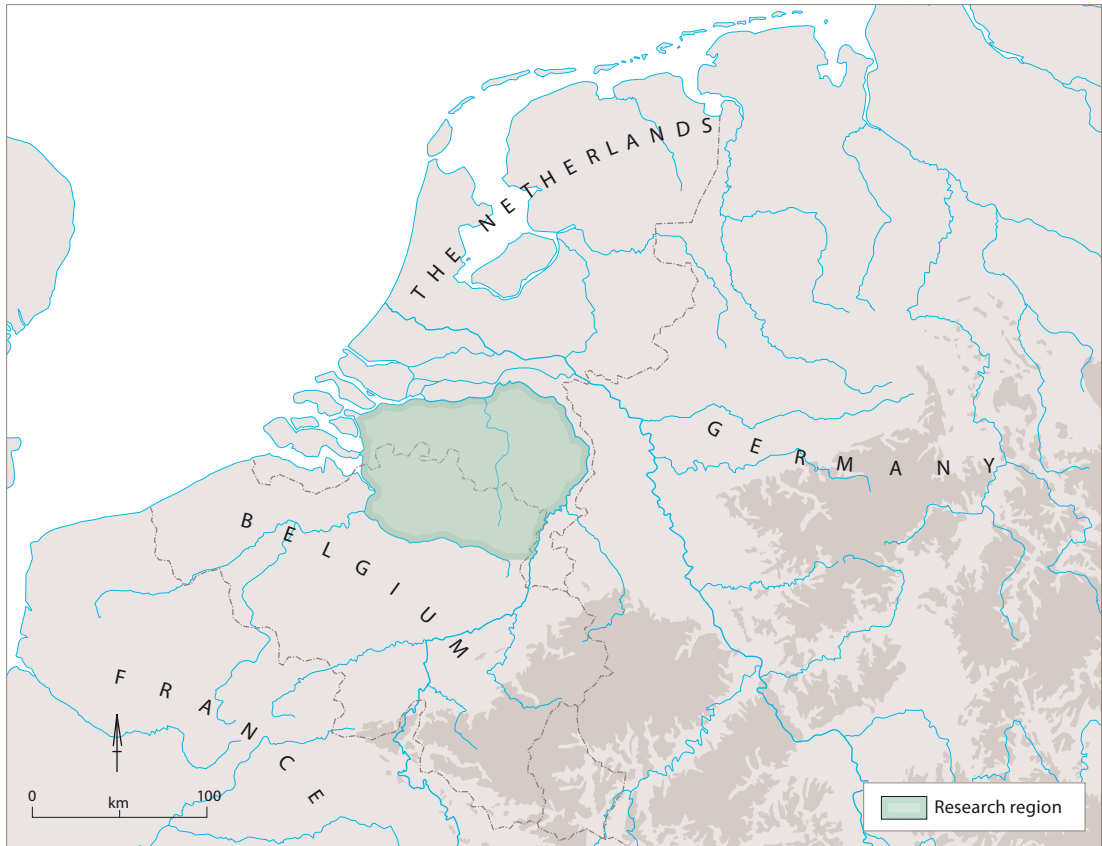 THE NETHERLANDS
GERMANY
BELGIUM
FRANCE
0 km 100
Research region